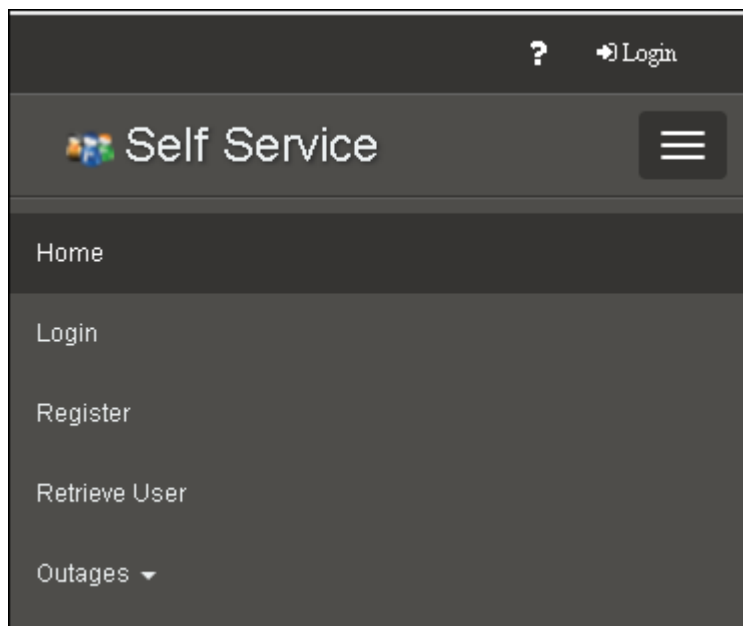 ? Login
Self Service
Home
Login
Register
Retrieve User
Outages